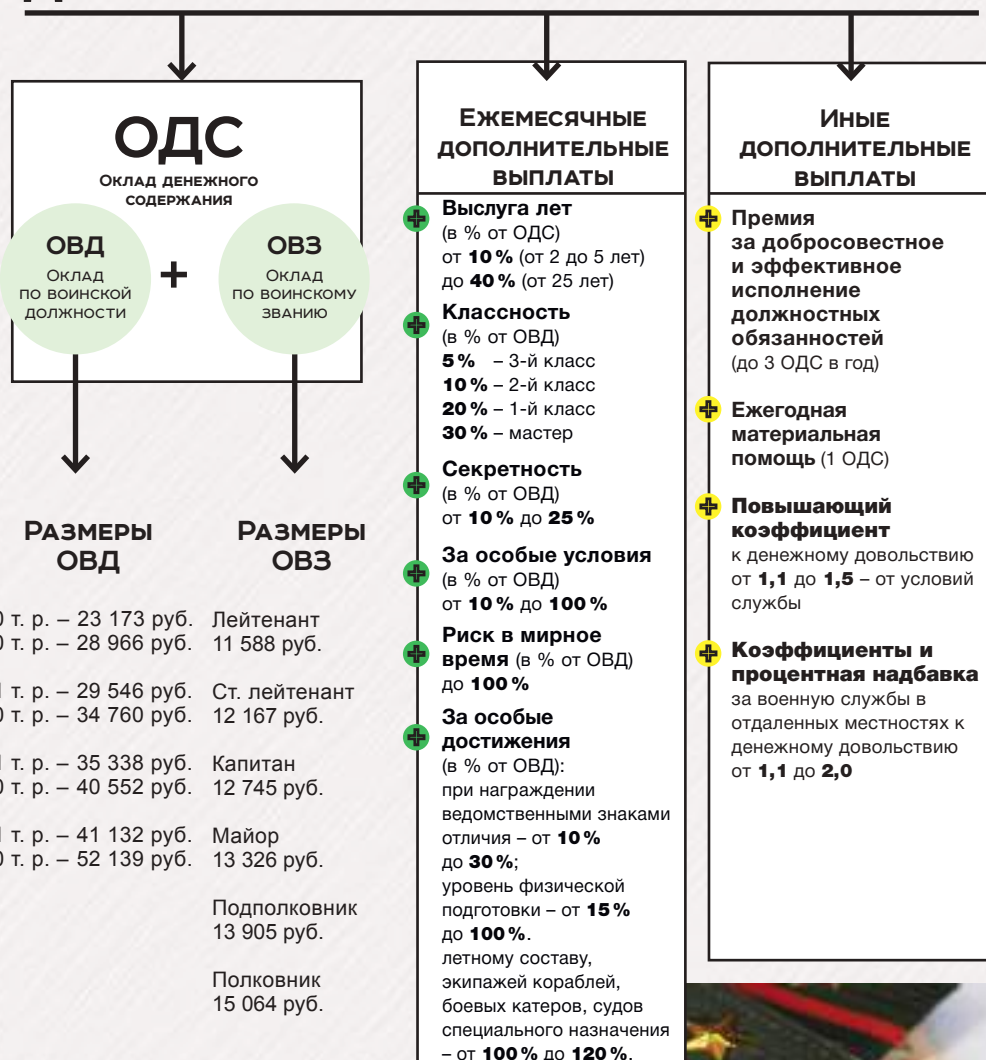 ОДС
Оклад денежного
содержания
ОВД
Оклад
по воинской
должности
+
ОВЗ
Оклад
по воинскому
званию
Размеры
ОВД
0 т. р. – 23 173 руб.
0 т. р. – 28 966 руб.
1 т. р. – 29 546 руб.
0 т. р. – 34 760 руб.
1 т. р. – 35 338 руб.
0 т. р. – 40 552 руб.
1 т. р. – 41 132 руб.
0 т. р. – 52 139 руб.
Размеры
ОВЗ
Лейтенант
11 588 руб.
Ст. лейтенант
12 167 руб.
Капитан
12 745 руб.
Майор
13 326 руб.
Подполковник
13 905 руб.
Полковник
15 064 руб.
Ежемесячные
дополнительные
выплаты
Выслуга лет
(в % от ОДС)
от 10 % (от 2 до 5 лет)
до 40 % (от 25 лет)
Классность
(в % от ОВД)
5 % – 3-й класс
10 % – 2-й класс
20 % – 1-й класс
30 % – мастер
Секретность
(в % от ОВД)
от 10 % до 25 %
За особые условия
(в % от ОВД)
от 10 % до 100 %
Риск в мирное
время (в % от ОВД)
до 100 %
За особые
достижения
(в % от ОВД):
при награждении
ведомственными знаками
отличия – от 10 %
до 30 %;
уровень физической
подготовки – от 15 %
до 100 %.
летному составу,
экипажей кораблей,
боевых катеров, судов
специального назначения
– от 100 % до 120 %.
Иные
дополнительные
выплаты
Премия
за добросовестное
и эффективное
исполнение
должностных
обязанностей
(до 3 ОДС в год)
Ежегодная
материальная
помощь (1 ОДС)
Повышающий
коэффициент
к денежному довольствию
от 1,1 до 1,5 – от условий
службы
Коэффициенты и
процентная надбавка
за военную службы в
отдаленных местностях к
денежному довольствию
от 1,1 до 2,0